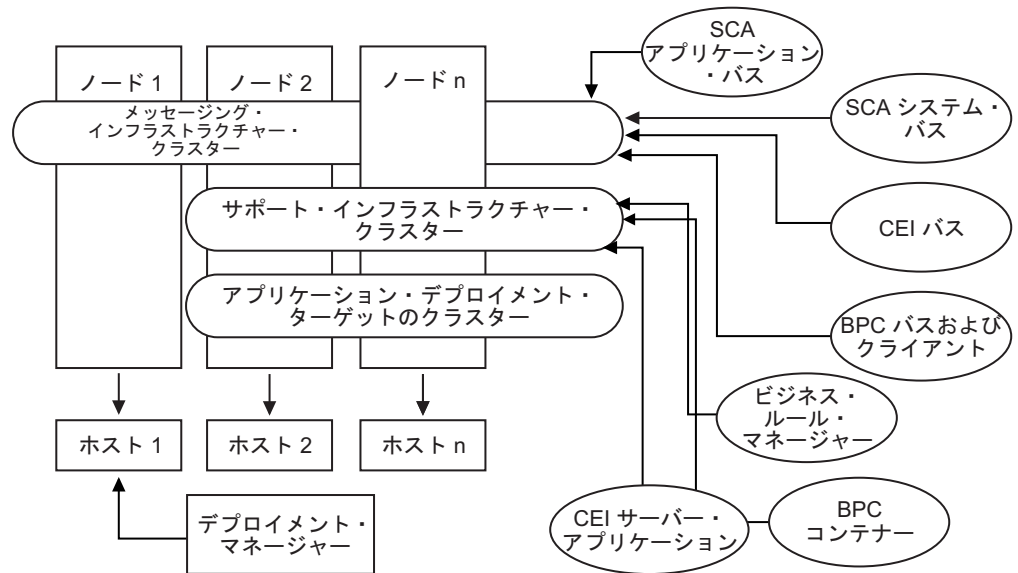 SCA
アプリケーション
・バス
ノード 1
ノード 2
ノード n
メッセージング・
インフラストラクチャー・
クラスター
SCA システム・
バス
サポート・インフラストラクチャー・
クラスター
CEI バス
アプリケーション・デプロイメント・
ターゲットのクラスター
BPC バスおよび
クライアント
ビジネス・
ルール・
マネージャー
ホスト 1
ホスト 2
ホスト n
デプロイメント・
マネージャー
CEI サーバー・
アプリケーション
BPC
コンテナー